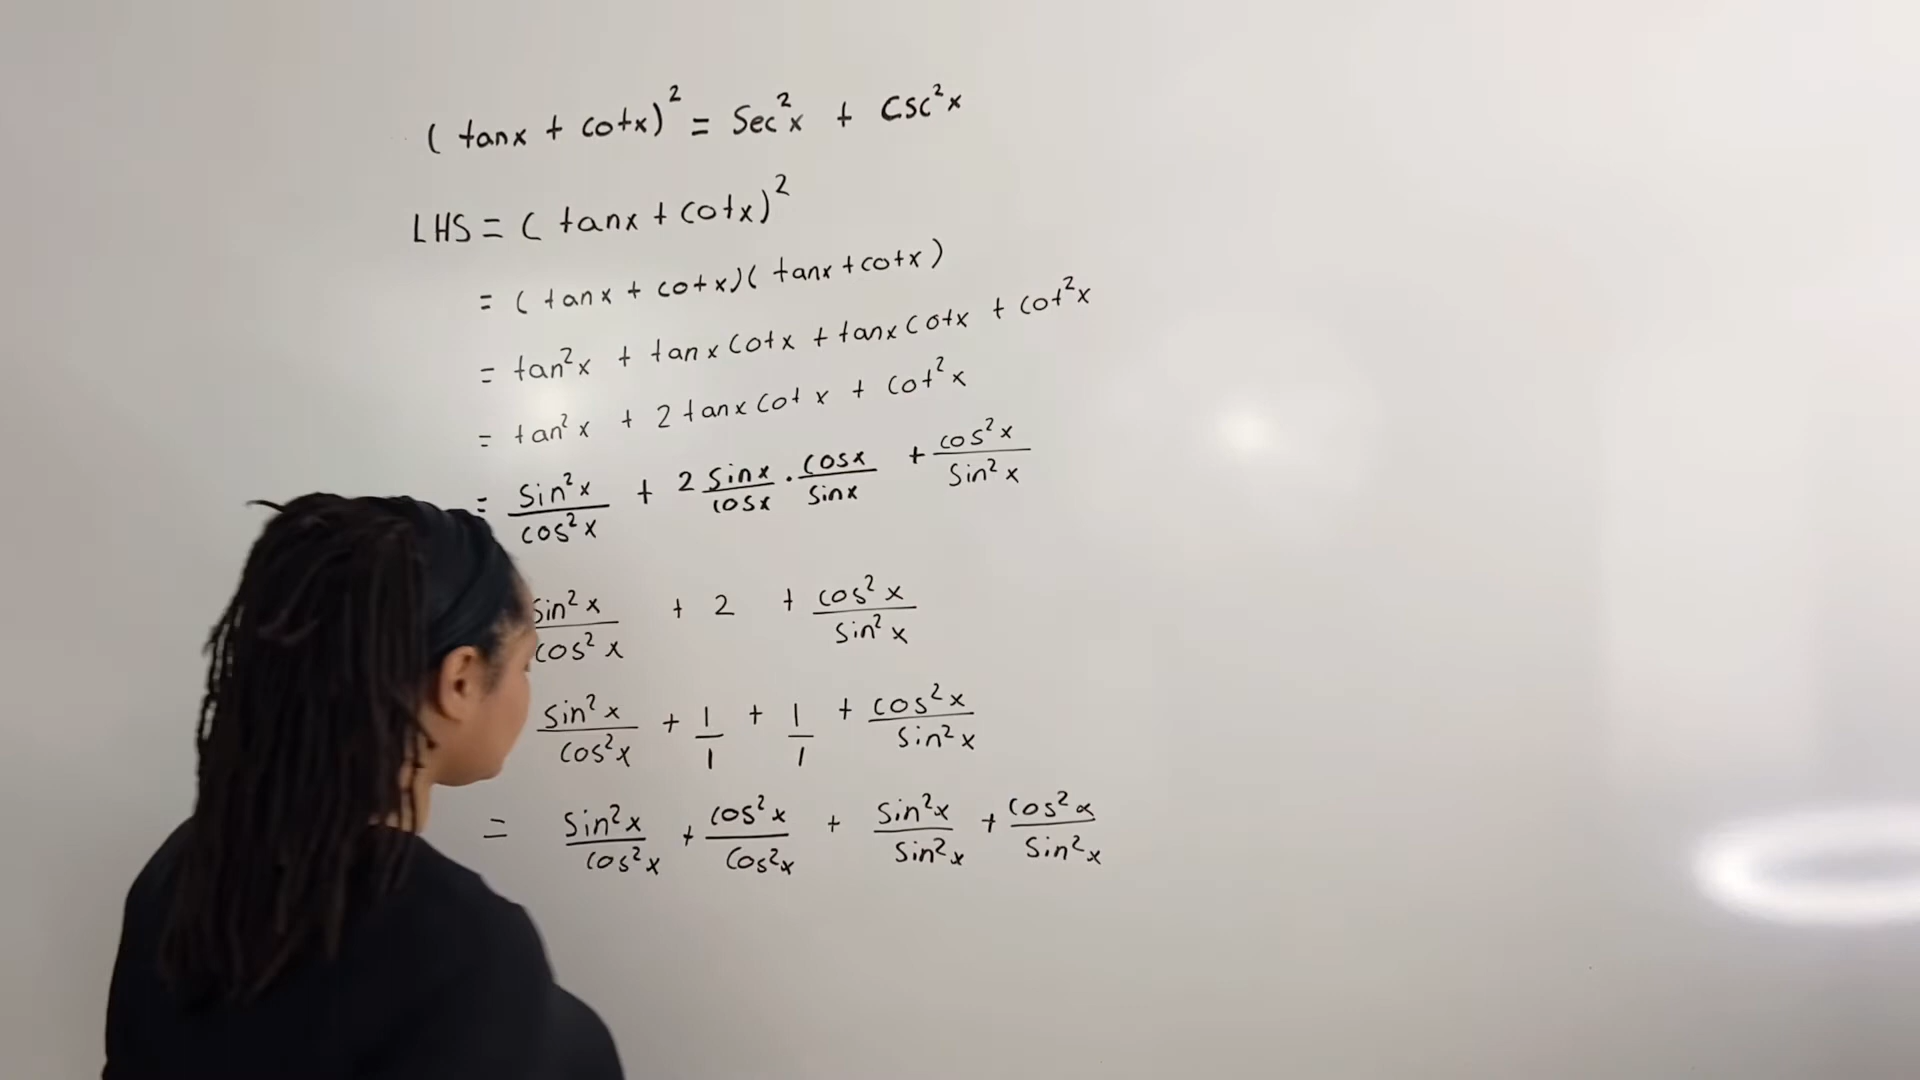 (tanx + cotx)² = Sec²x + Csc²x
LHS = (tanx + cotx)²
= (tanx + cotx)(tanx + cotx)
= tan²x + tanx cotx + tanx cotx + cot²x
= tan²x + 2 tanx cotx + cot²x
= Sin²x/cos²x + 2 Sinx/cosx · cosx/sinx + cos²x/Sin²x
Sin²x/cos²x + 2 + cos²x/sin²x
Sin²x/cos²x + 1/1 + 1/1 + cos²x/Sin²x
= Sin²x/cos²x + cos²x/Cos²x + Sin²x/Sin²x + cos²x/Sin²x